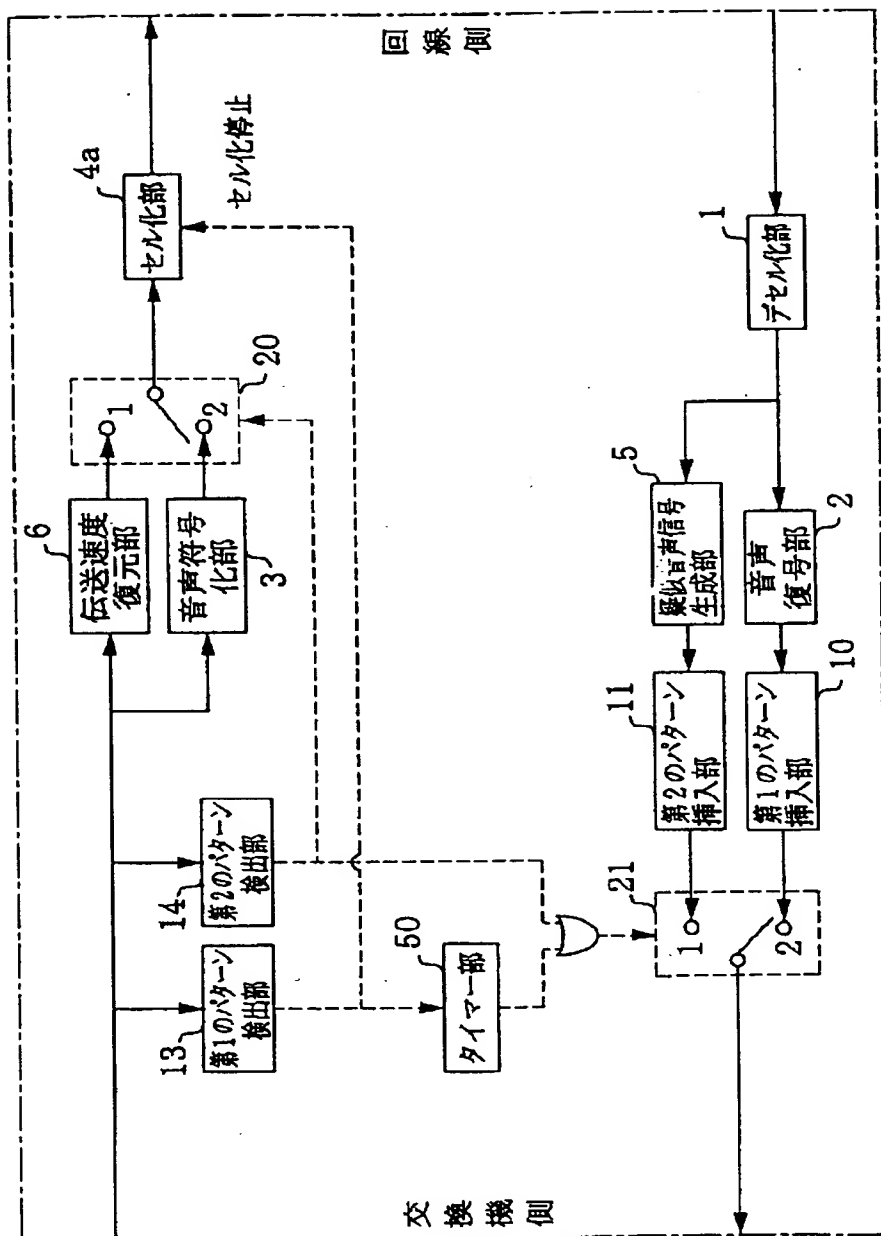 交換機側
回線側
6
伝送速度
復元部
音声符号
化部
3
1
2
20
4a
セル化部
セル化停止
14
第2のパターン
検出部
13
第1のパターン
検出部
50
タイマー部
21
1
2
11
第2のパターン
挿入部
第1のパターン
挿入部
10
5
疑似音声信号
生成部
音声
復号部
2
1
デセル化部